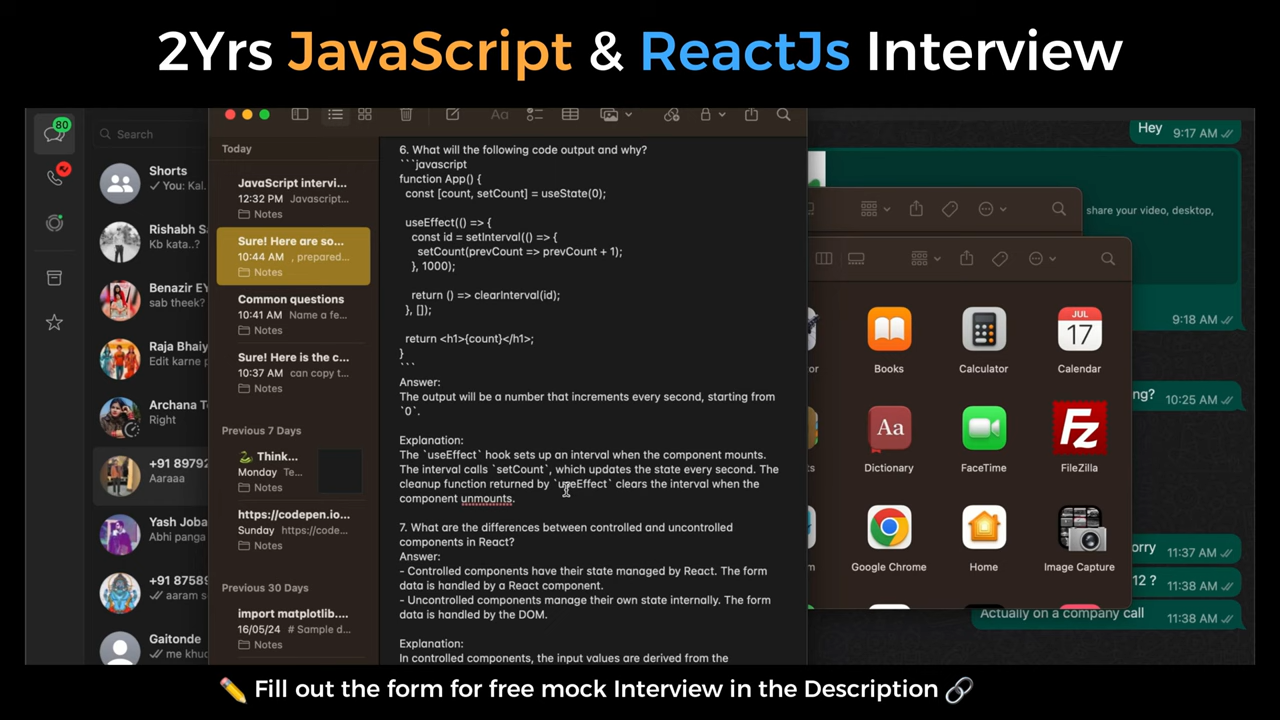 2Yrs JavaScript & ReactJs Interview
80
Search
Shorts
You: Kal.
Rishabh Sa
Kb kata..?
Benazir EY
sab theek?
Raja Bhaiy
Edit karne p
Archana Te
Right
+91 89792
Aaraaa
Yash Joba
Abhi panga
+91 87589
aaram s
Gaitonde
me khud
Today
JavaScript intervi...
12:32 PM Javascript...
Notes
Sure! Here are so...
10:44 AM , prepared...
Notes
Common questions
10:41 AM Name a fe...
Notes
Sure! Here is the c...
10:37 AM can copy t...
Notes
Previous 7 Days
Think...
Monday Te...
Notes
https://codepen.io...
Sunday https://code...
Notes
Previous 30 Days
import matplotlib....
16/05/24 # Sample d...
Notes
Aa
6. What will the following code output and why?
```javascript
function App() {
const [count, setCount] = useState(0);
useEffect(() => {
const id = setInterval(() => {
setCount(prevCount => prevCount + 1);
}, 1000);
return () => clearInterval(id);
}, []);
return <h1>{count}</h1>;
}
```
Answer:
The output will be a number that increments every second, starting from
`0`.
Explanation:
The `useEffect` hook sets up an interval when the component mounts.
The interval calls `setCount`, which updates the state every second. The
cleanup function returned by `useEffect` clears the interval when the
component unmounts.
7. What are the differences between controlled and uncontrolled
components in React?
Answer:
- Controlled components have their state managed by React. The form
data is handled by a React component.
- Uncontrolled components manage their own state internally. The form
data is handled by the DOM.
Explanation:
In controlled components, the input values are derived from the
Hey 9:17 AM
share your video, desktop,
9:18 AM
ng? 10:25 AM
orry 11:37 AM
12 ? 11:38 AM
Actually on a company call 11:38 AM
JUL
17
or Books Calculator Calendar
Aa
Fz
ts Dictionary FaceTime FileZilla
m Google Chrome Home Image Capture
✏️ Fill out the form for free mock Interview in the Description 🔗